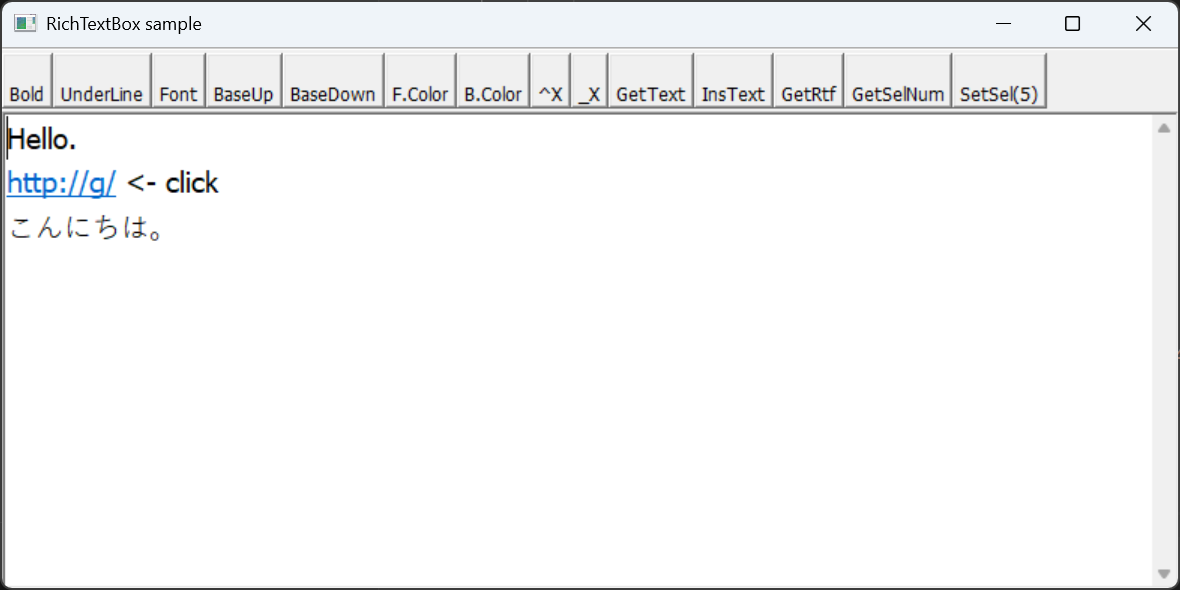 RichTextBox sample
Bold UnderLine Font BaseUp BaseDown F.Color B.Color ^X _X GetText InsText GetRtf GetSelNum SetSel(5)
Hello.
http://g/ <- click
こんにちは。